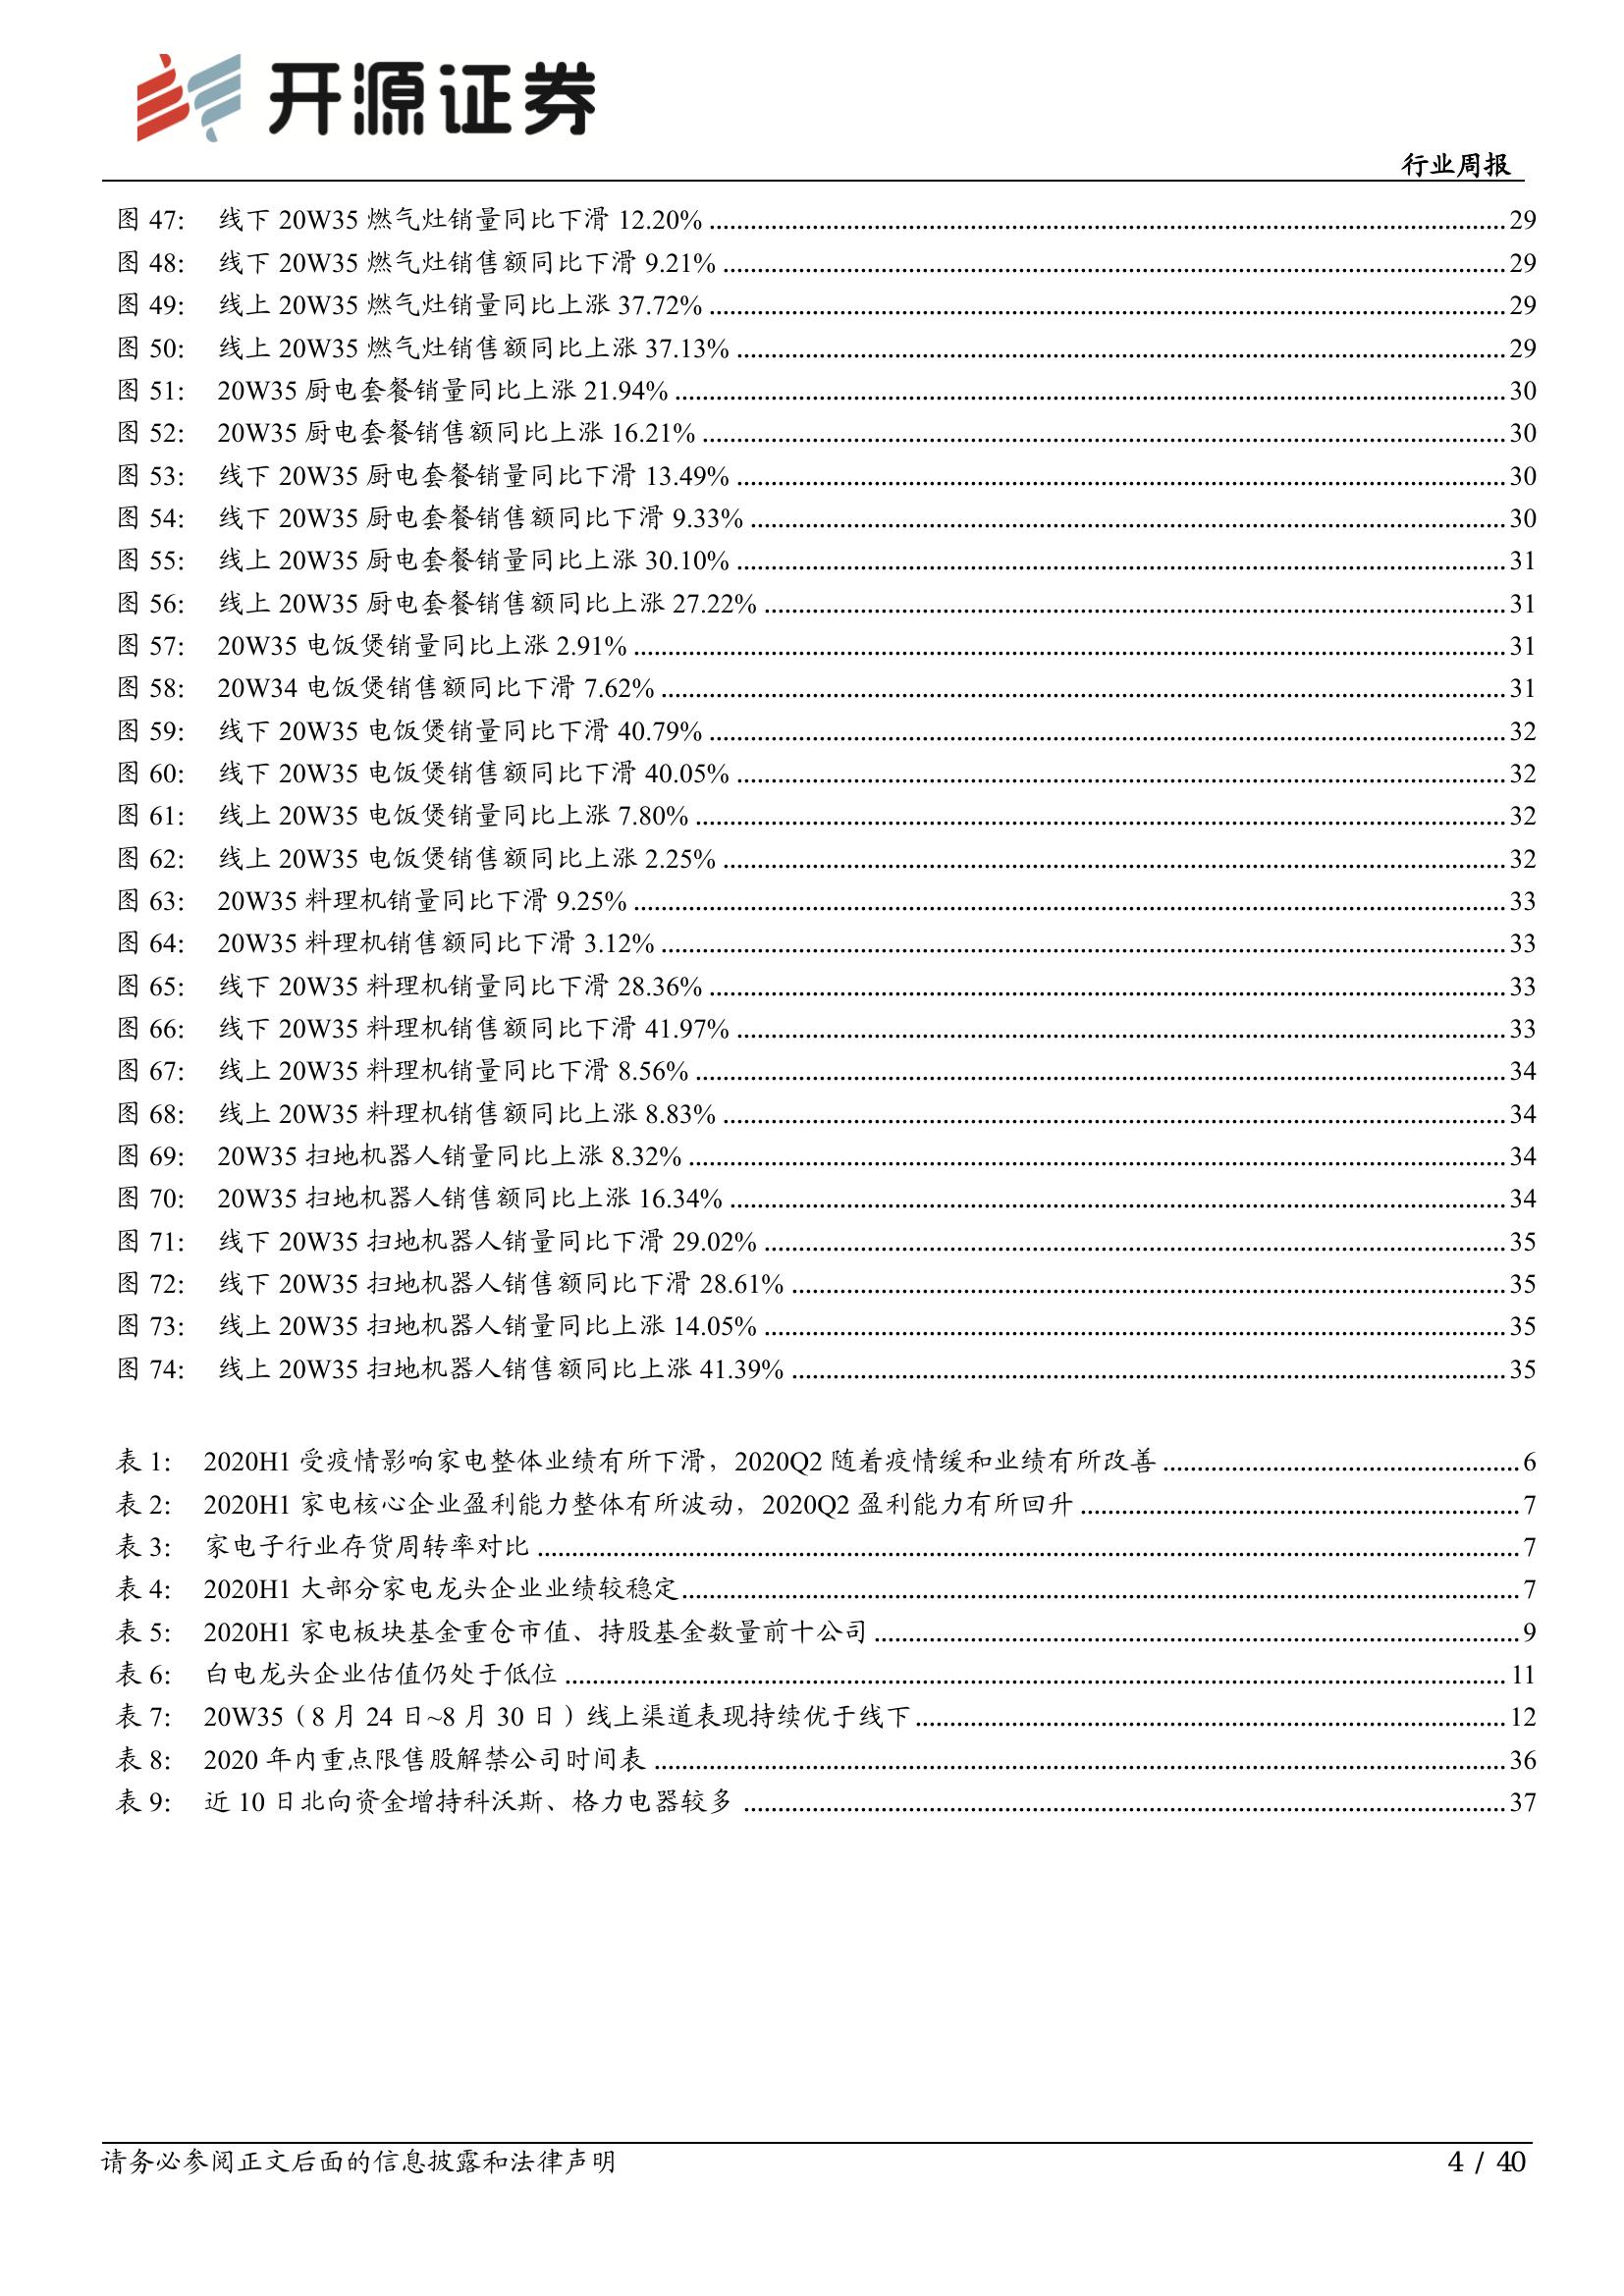 开源证券
行业周报
图 47: 线下 20W35 燃气灶销量同比下滑 12.20% 29
图 48: 线下 20W35 燃气灶销售额同比下滑 9.21% 29
图 49: 线上 20W35 燃气灶销量同比上涨 37.72% 29
图 50: 线上 20W35 燃气灶销售额同比上涨 37.13% 29
图 51: 20W35 厨电套餐销量同比上涨 21.94% 30
图 52: 20W35 厨电套餐销售额同比上涨 16.21% 30
图 53: 线下 20W35 厨电套餐销量同比下滑 13.49% 30
图 54: 线下 20W35 厨电套餐销售额同比下滑 9.33% 30
图 55: 线上 20W35 厨电套餐销量同比上涨 30.10% 31
图 56: 线上 20W35 厨电套餐销售额同比上涨 27.22% 31
图 57: 20W35 电饭煲销量同比上涨 2.91% 31
图 58: 20W34 电饭煲销售额同比下滑 7.62% 31
图 59: 线下 20W35 电饭煲销量同比下滑 40.79% 32
图 60: 线下 20W35 电饭煲销售额同比下滑 40.05% 32
图 61: 线上 20W35 电饭煲销量同比上涨 7.80% 32
图 62: 线上 20W35 电饭煲销售额同比上涨 2.25% 32
图 63: 20W35 料理机销量同比下滑 9.25% 33
图 64: 20W35 料理机销售额同比下滑 3.12% 33
图 65: 线下 20W35 料理机销量同比下滑 28.36% 33
图 66: 线下 20W35 料理机销售额同比下滑 41.97% 33
图 67: 线上 20W35 料理机销量同比下滑 8.56% 34
图 68: 线上 20W35 料理机销售额同比上涨 8.83% 34
图 69: 20W35 扫地机器人销量同比上涨 8.32% 34
图 70: 20W35 扫地机器人销售额同比上涨 16.34% 34
图 71: 线下 20W35 扫地机器人销量同比下滑 29.02% 35
图 72: 线下 20W35 扫地机器人销售额同比下滑 28.61% 35
图 73: 线上 20W35 扫地机器人销量同比上涨 14.05% 35
图 74: 线上 20W35 扫地机器人销售额同比上涨 41.39% 35
表 1: 2020H1 受疫情影响家电整体业绩有所下滑，2020Q2 随着疫情缓和业绩有所改善 6
表 2: 2020H1 家电核心企业盈利能力整体有所波动，2020Q2 盈利能力有所回升 7
表 3: 家电子行业存货周转率对比 7
表 4: 2020H1 大部分家电龙头企业业绩较稳定 7
表 5: 2020H1 家电板块基金重仓市值、持股基金数量前十公司 9
表 6: 白电龙头企业估值仍处于低位 11
表 7: 20W35（8 月 24 日~8 月 30 日）线上渠道表现持续优于线下 12
表 8: 2020 年内重点限售股解禁公司时间表 36
表 9: 近 10 日北向资金增持科沃斯、格力电器较多 37
请务必参阅正文后面的信息披露和法律声明 4 / 40